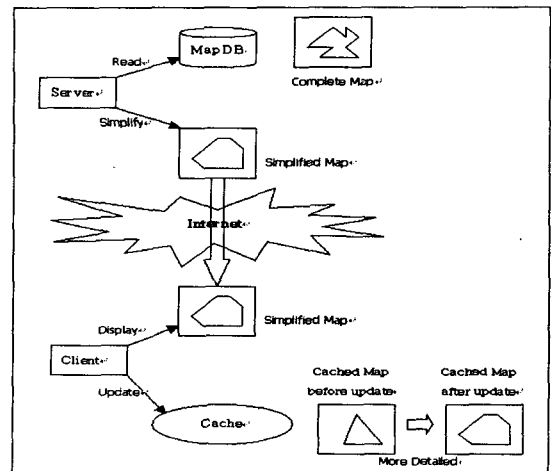 MapDB
Read
Complete Map
Server
Simplify
Simplified Map
Internet
Simplified Map
Display
Client
Cached Map
before update
Cached Map
after update
Update
Cache
More Detailed